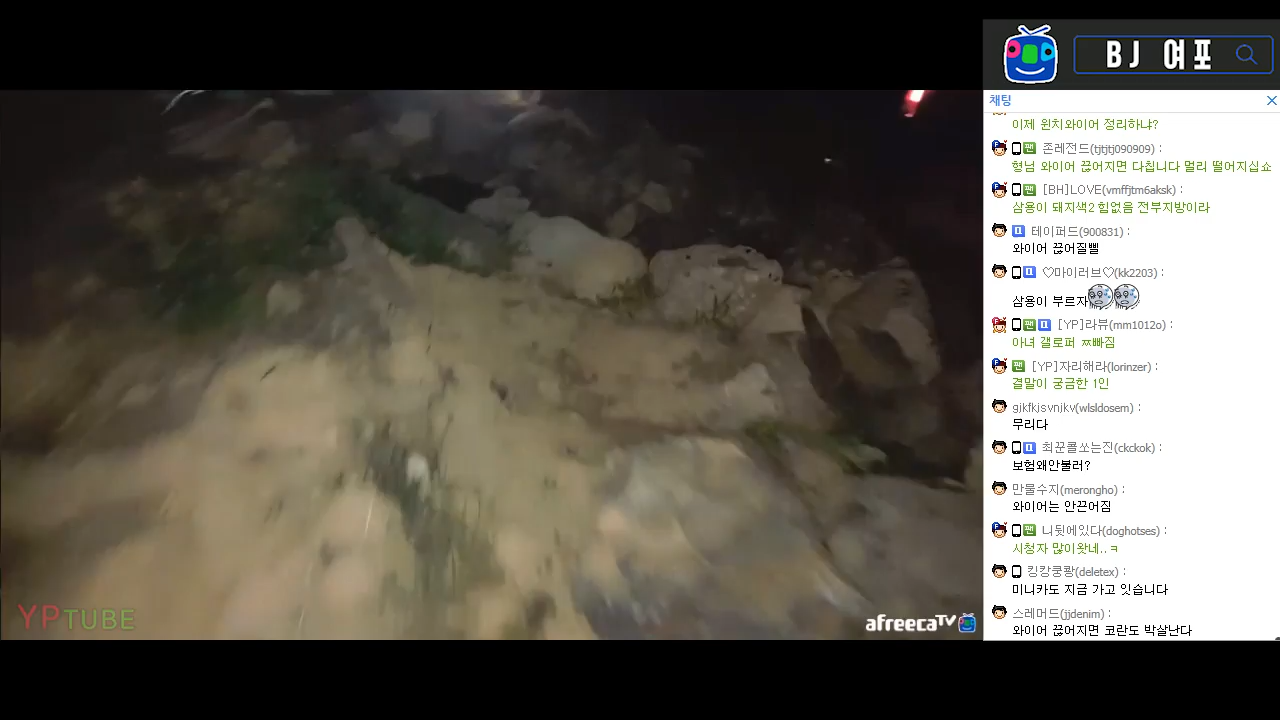 BJ 여포
채팅
이제 윈치와이어 정리하냐?
팬 존레전드(tjtjtj090909) :
형님 와이어 끊어지면 다칩니다 멀리 떨어지십쇼
팬 [BH]LOVE(vmffjtm6aksk) :
삼용이 돼지색2 힘없음 전부지방이라
테이퍼드(900831) :
와이어 끊어질삘
♡마이러브♡(kk2203) :
삼용이 부르자
팬 [YP]라뷰(mm1012o) :
아녀 갤로퍼 ㅉ빠짐
팬 [YP]자리해라(lorinzer) :
결말이 궁금한 1인
gjkfkjsvnjkv(wlsldosem) :
무리다
최꾼콜쏘는진(ckckok) :
보험왜안불러?
만물수지(merongho) :
와이어는 안끈어짐
팬 니뒷에있다(doghotses) :
시청자 많이왓네..ㅋ
킹캉쿵쾅(deletex) :
미니카도 지금 가고 잇습니다
스레머드(jjdenim) :
와이어 끊어지면 코란도 박살난다
YPTUBE
afreecaTV